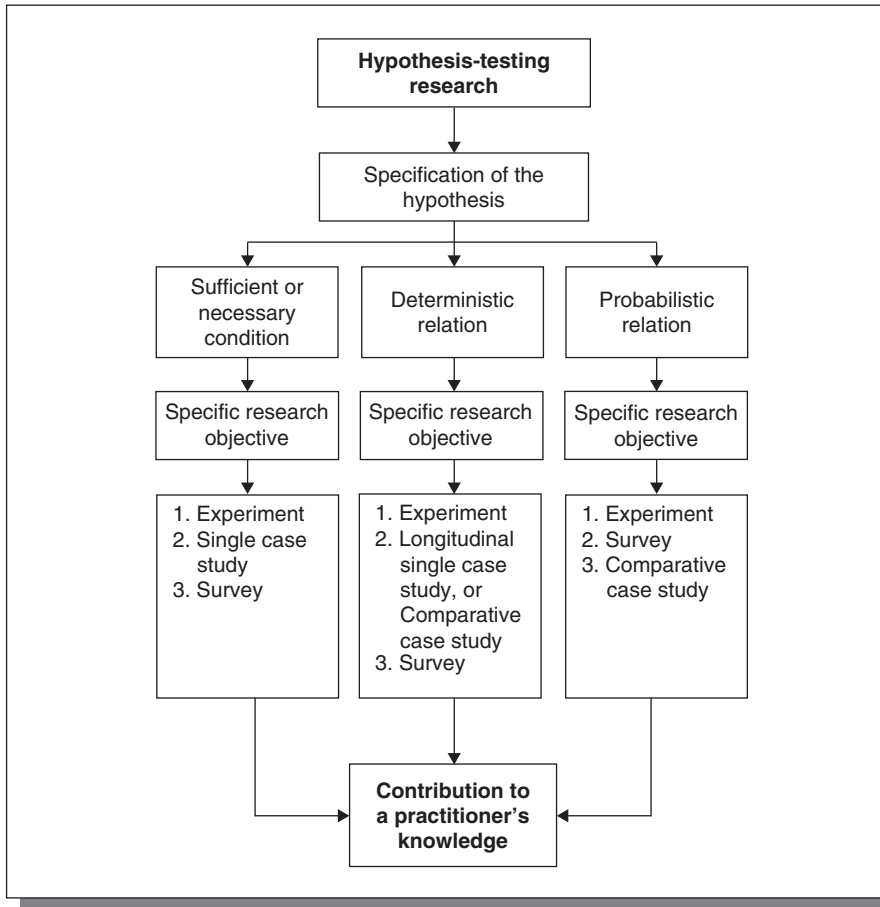 Hypothesis-testing
research
Specification of the
hypothesis
Sufficient or
necessary
condition
Deterministic
relation
Probabilistic
relation
Specific research
objective
Specific research
objective
Specific research
objective
1. Experiment
2. Single case
study
3. Survey
1. Experiment
2. Longitudinal
single case
study, or
Comparative
case study
3. Survey
1. Experiment
2. Survey
3. Comparative
case study
Contribution to
a practitioner's
knowledge